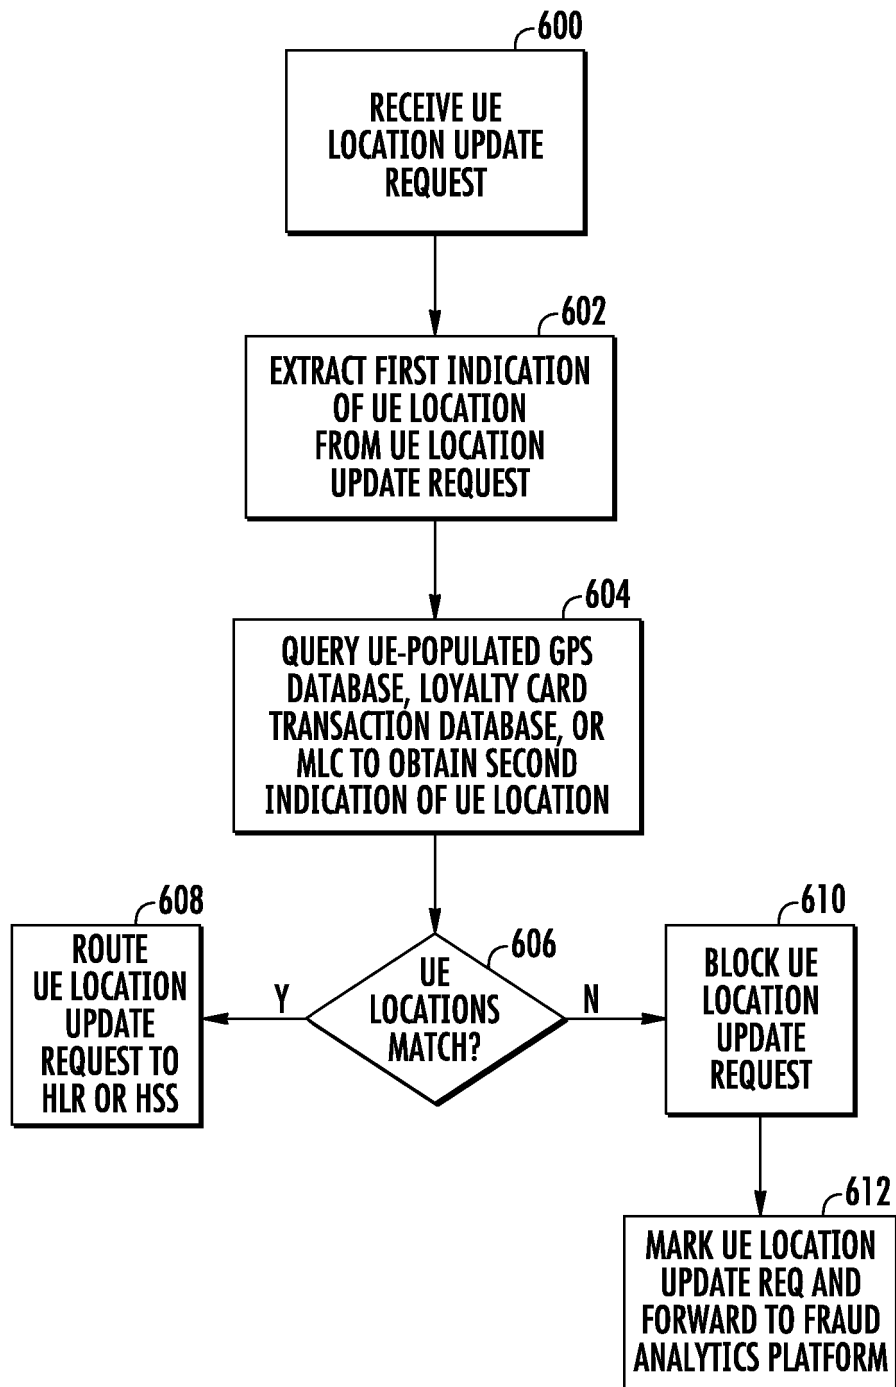 600
RECEIVE UE
LOCATION UPDATE
REQUEST
602
EXTRACT FIRST INDICATION
OF UE LOCATION
FROM UE LOCATION
UPDATE REQUEST
604
QUERY UE-POPULATED GPS
DATABASE, LOYALTY CARD
TRANSACTION DATABASE, OR
MLC TO OBTAIN SECOND
INDICATION OF UE LOCATION
606
UE
LOCATIONS
MATCH?
Y
N
608
ROUTE
UE LOCATION
UPDATE
REQUEST TO
HLR OR HSS
610
BLOCK UE
LOCATION
UPDATE
REQUEST
612
MARK UE LOCATION
UPDATE REQ AND
FORWARD TO FRAUD
ANALYTICS PLATFORM